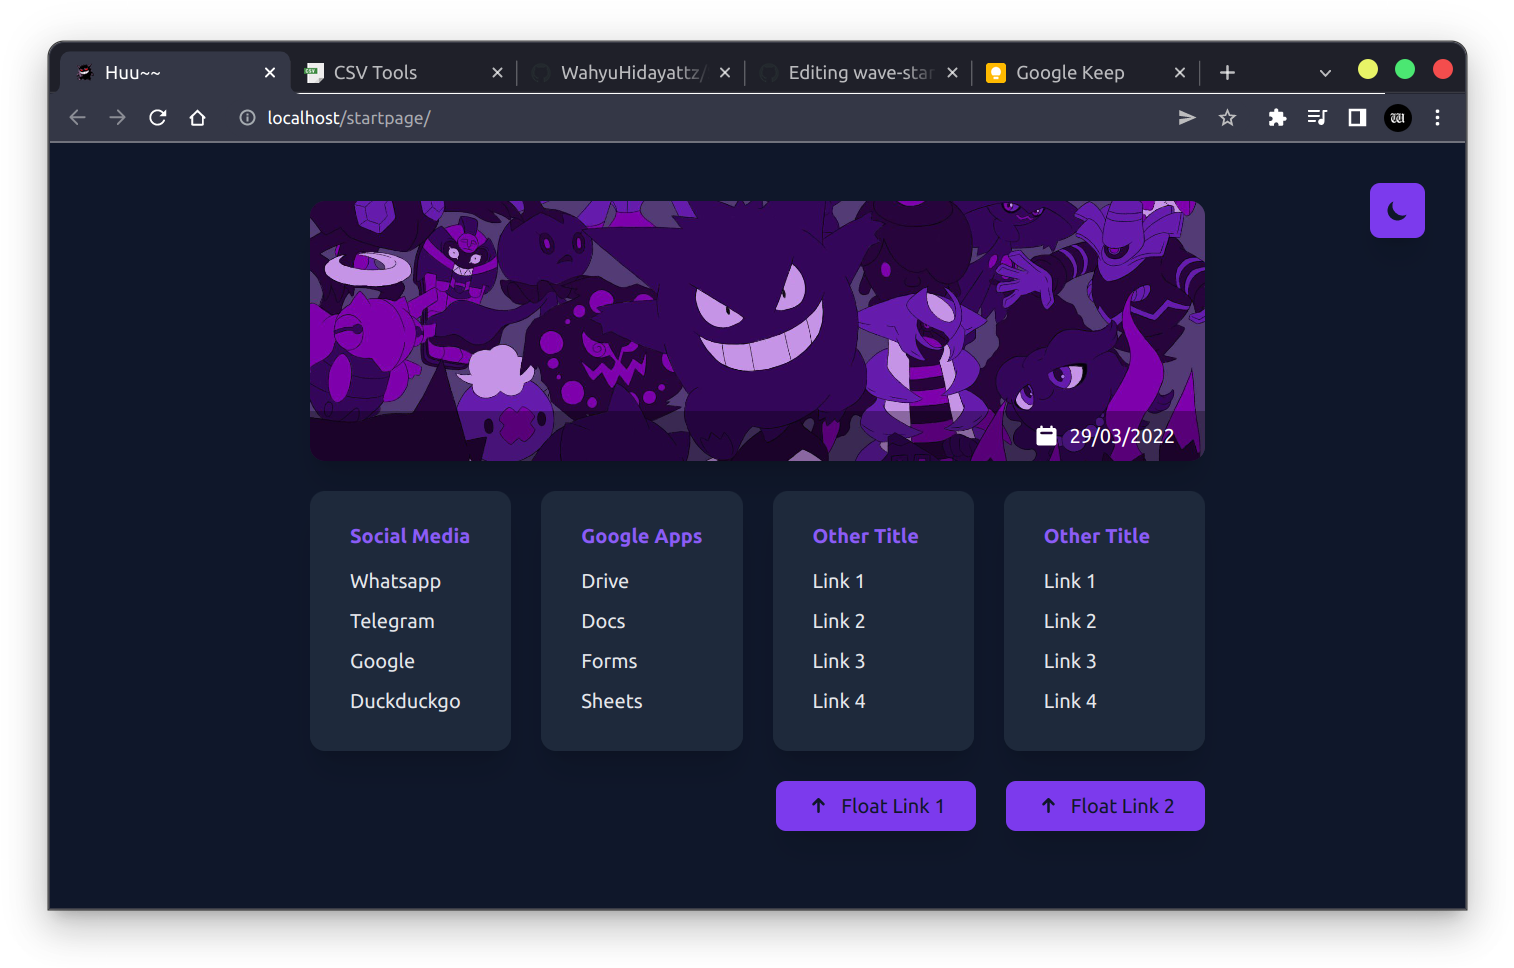 Huu~~
CSV Tools
WahyuHidayattz/
Editing wave-star
Google Keep
localhost/startpage/
29/03/2022
Social Media
Whatsapp
Telegram
Google
Duckduckgo
Google Apps
Drive
Docs
Forms
Sheets
Other Title
Link 1
Link 2
Link 3
Link 4
Other Title
Link 1
Link 2
Link 3
Link 4
Float Link 1
Float Link 2